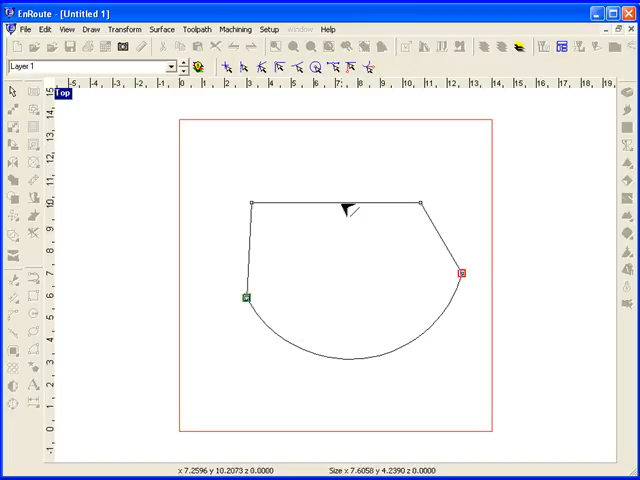 EnRoute - [Untitled 1]
File Edit View Draw Transform Surface Toolpath Machining Setup Window Help
Layer 1
Top
x 7.2596 y 10.2073 z 0.0000 Size x 7.6058 y 4.2390 z 0.0000